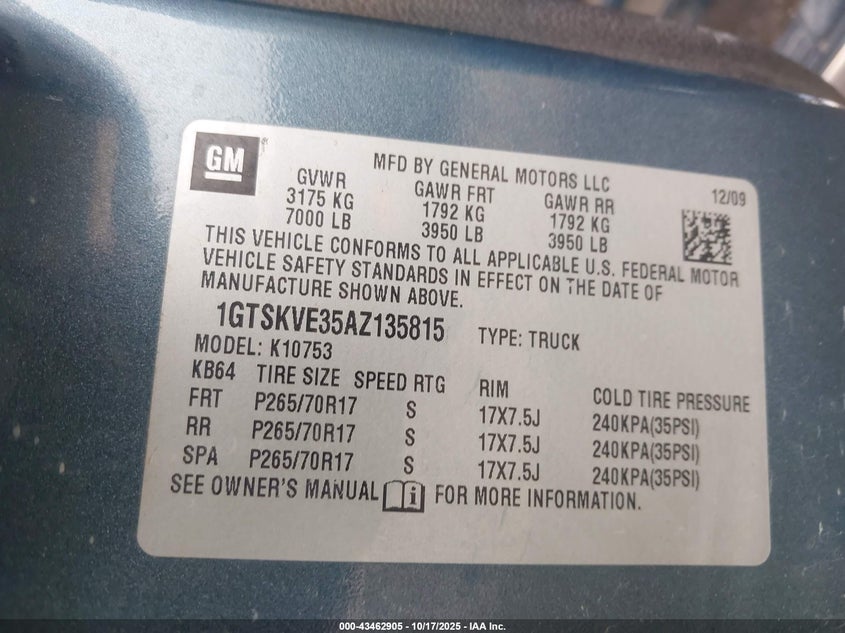 GM
MFD BY GENERAL MOTORS LLC
12/09
GVWR GAWR FRT GAWR RR
3175 KG 1792 KG 1792 KG
7000 LB 3950 LB 3950 LB
THIS VEHICLE CONFORMS TO ALL APPLICABLE U.S. FEDERAL MOTOR
VEHICLE SAFETY STANDARDS IN EFFECT ON THE DATE OF
MANUFACTURE SHOWN ABOVE.
1GTSKVE35AZ135815 TYPE: TRUCK
MODEL: K10753
KB64 TIRE SIZE SPEED RTG RIM COLD TIRE PRESSURE
FRT P265/70R17 S 17X7.5J 240KPA(35PSI)
RR P265/70R17 S 17X7.5J 240KPA(35PSI)
SPA P265/70R17 S 17X7.5J 240KPA(35PSI)
SEE OWNER'S MANUAL i FOR MORE INFORMATION.
000-43462905 - 10/17/2025 - IAA Inc.